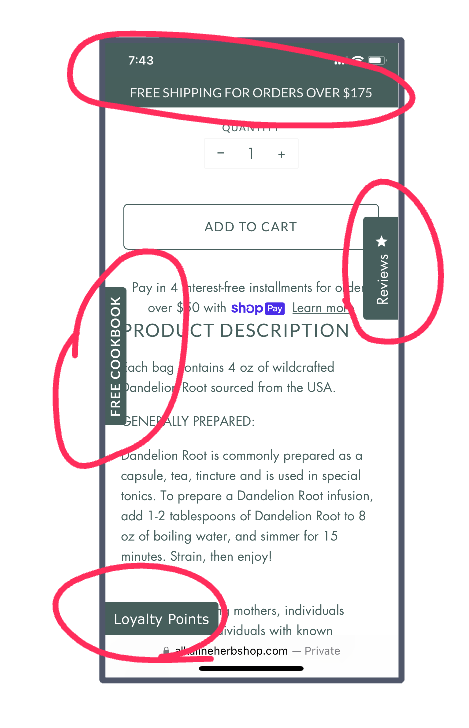 7:43
FREE SHIPPING FOR ORDERS OVER $175
QUANTITY
− 1 +
ADD TO CART
Reviews
Pay in 4 interest-free installments for
over $50 with shop Pay Learn more
FREE COOKBOOK
PRODUCT DESCRIPTION
Each bag contains 4 oz of wildcrafted
Dandelion Root sourced from the USA.
GENERALLY PREPARED:
Dandelion Root is commonly prepared as a
capsule, tea, tincture and is used in special
tonics. To prepare a Dandelion Root infusion,
add 1-2 tablespoons of Dandelion Root to 8
oz of boiling water, and simmer for 15
minutes. Strain, then enjoy!
Loyalty Points
mothers, individuals
individuals with known
alkalineherbshop.com — Private